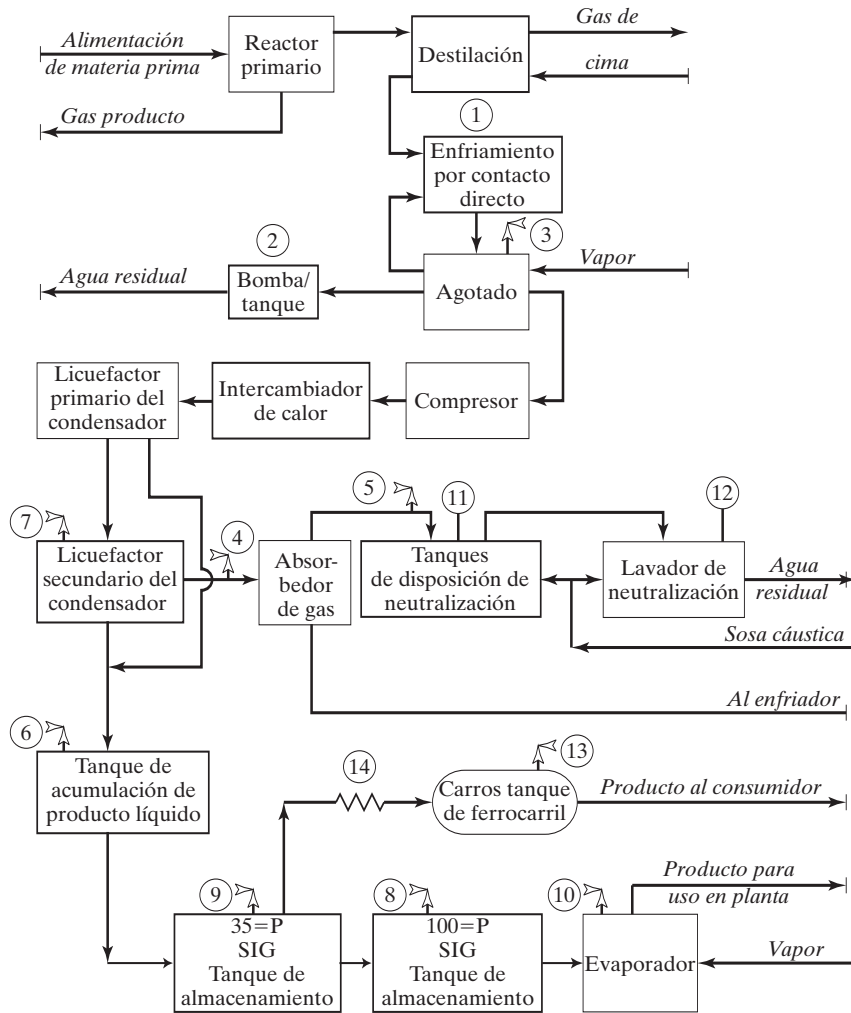 Alimentación
de materia prima
Reactor
primario
Destilación
Gas de
cima
Gas producto
1
Enfriamiento
por contacto
directo
3
2
Vapor
Agua residual
Bomba/
tanque
Agotado
Licuefactor
primario del
condensador
Intercambiador
de calor
Compresor
5
11
12
7
4
Licuefactor
secundario del
condensador
Absor-
bedor
de gas
Tanques
de disposición de
neutralización
Lavador de
neutralización
Agua
residual
Sosa cáustica
Al enfriador
6
13
14
Tanque de
acumulación de
producto líquido
Carros tanque
de ferrocarril
Producto al consumidor
Producto para
uso en planta
9
8
10
35=P
SIG
Tanque de
almacenamiento
100=P
SIG
Tanque de
almacenamiento
Evaporador
Vapor